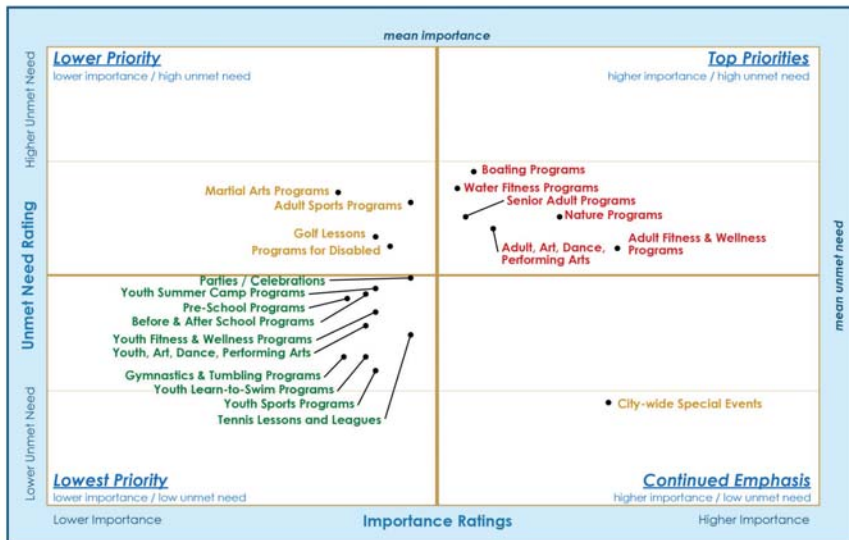 mean importance
Lower Priority
lower importance / high unmet need
Top Priorities
higher importance / high unmet need
Higher Unmet Need
Unmet Need Rating
Lower Unmet Need
mean unmet need
Boating Programs
Martial Arts Programs
Water Fitness Programs
Adult Sports Programs
Senior Adult Programs
Nature Programs
Golf Lessons
Adult Fitness & Wellness
Programs
Programs for Disabled
Adult, Art, Dance,
Performing Arts
Parties / Celebrations
Youth Summer Camp Programs
Pre-School Programs
Before & After School Programs
Youth Fitness & Wellness Programs
Youth, Art, Dance, Performing Arts
Gymnastics & Tumbling Programs
Youth Learn-to-Swim Programs
Youth Sports Programs
City-wide Special Events
Tennis Lessons and Leagues
Lowest Priority
lower importance / low unmet need
Continued Emphasis
higher importance / low unmet need
Lower Importance
Importance Ratings
Higher Importance